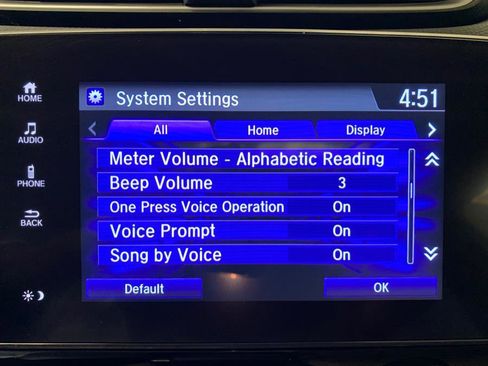 System Settings
4:51
HOME
AUDIO
PHONE
BACK
All
Home
Display
Meter Volume - Alphabetic Reading
Beep Volume 3
One Press Voice Operation On
Voice Prompt On
Song by Voice On
Default
OK